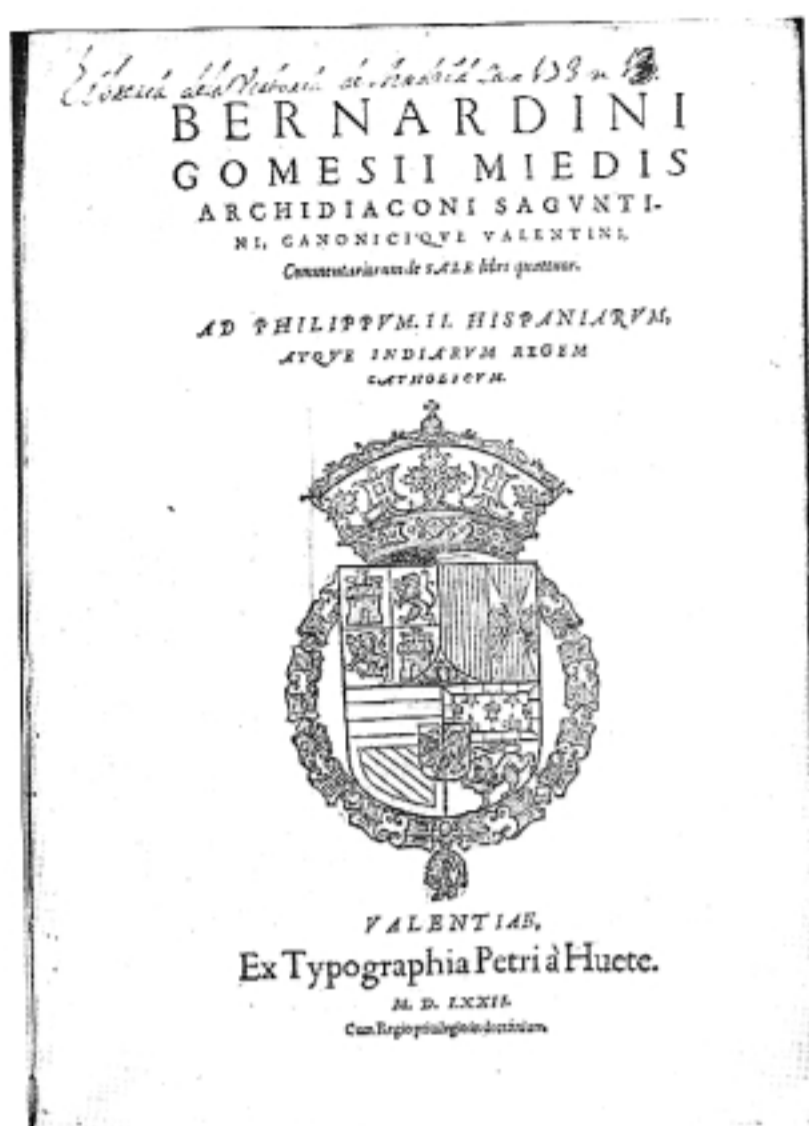 BERNARDINI
GOMESII MIEDIS
ARCHIDIACONI SAGVNTI-
NI, CANONICIQVE VALENTINI,
Commentariorum de SALE libri quattuor.
AD PHILIPPVM. II. HISPANIARVM,
ATQVE INDIARVM REGEM
CATHOLICVM.
VALENTIAE,
Ex Typographia Petri à Huete.
M. D. LXXII.
Cum Regio priuilegio in decennium.